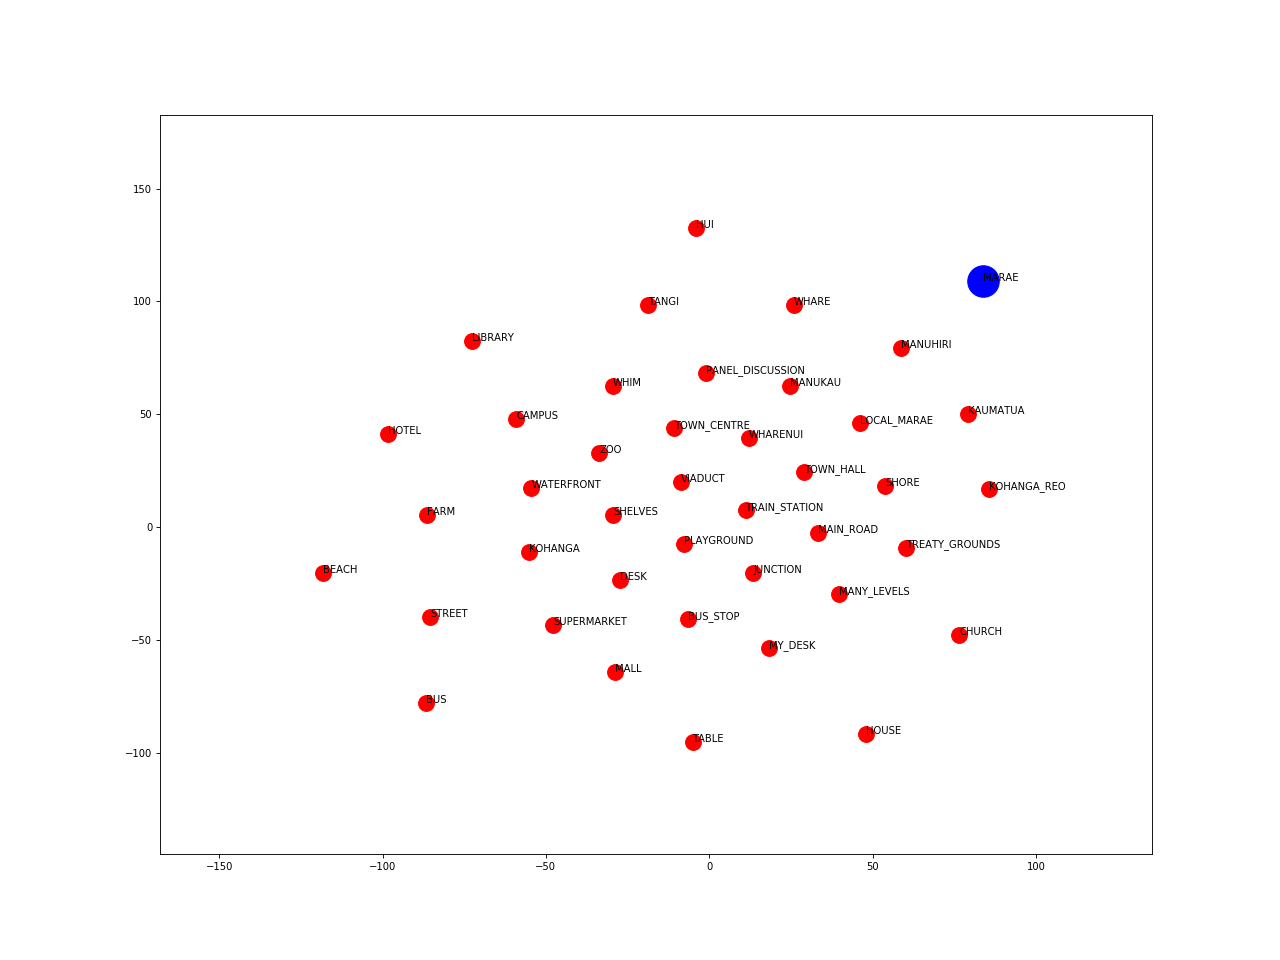 HUI
MARAE
TANGI
WHARE
LIBRARY
MANUHIRI
PANEL_DISCUSSION
WHIM
MANUKAU
CAMPUS
KAUMATUA
LOCAL_MARAE
TOWN_CENTRE
HOTEL
WHARENUI
ZOO
TOWN_HALL
VIADUCT
WATERFRONT
SHORE
KOHANGA_REO
FARM
SHELVES
TRAIN_STATION
MAIN_ROAD
PLAYGROUND
KOHANGA
TREATY_GROUNDS
BEACH
DESK
JUNCTION
MANY_LEVELS
STREET
SUPERMARKET
BUS_STOP
CHURCH
MY_DESK
MALL
BUS
HOUSE
TABLE
150
100
50
0
−50
−100
−150
−100
−50
0
50
100